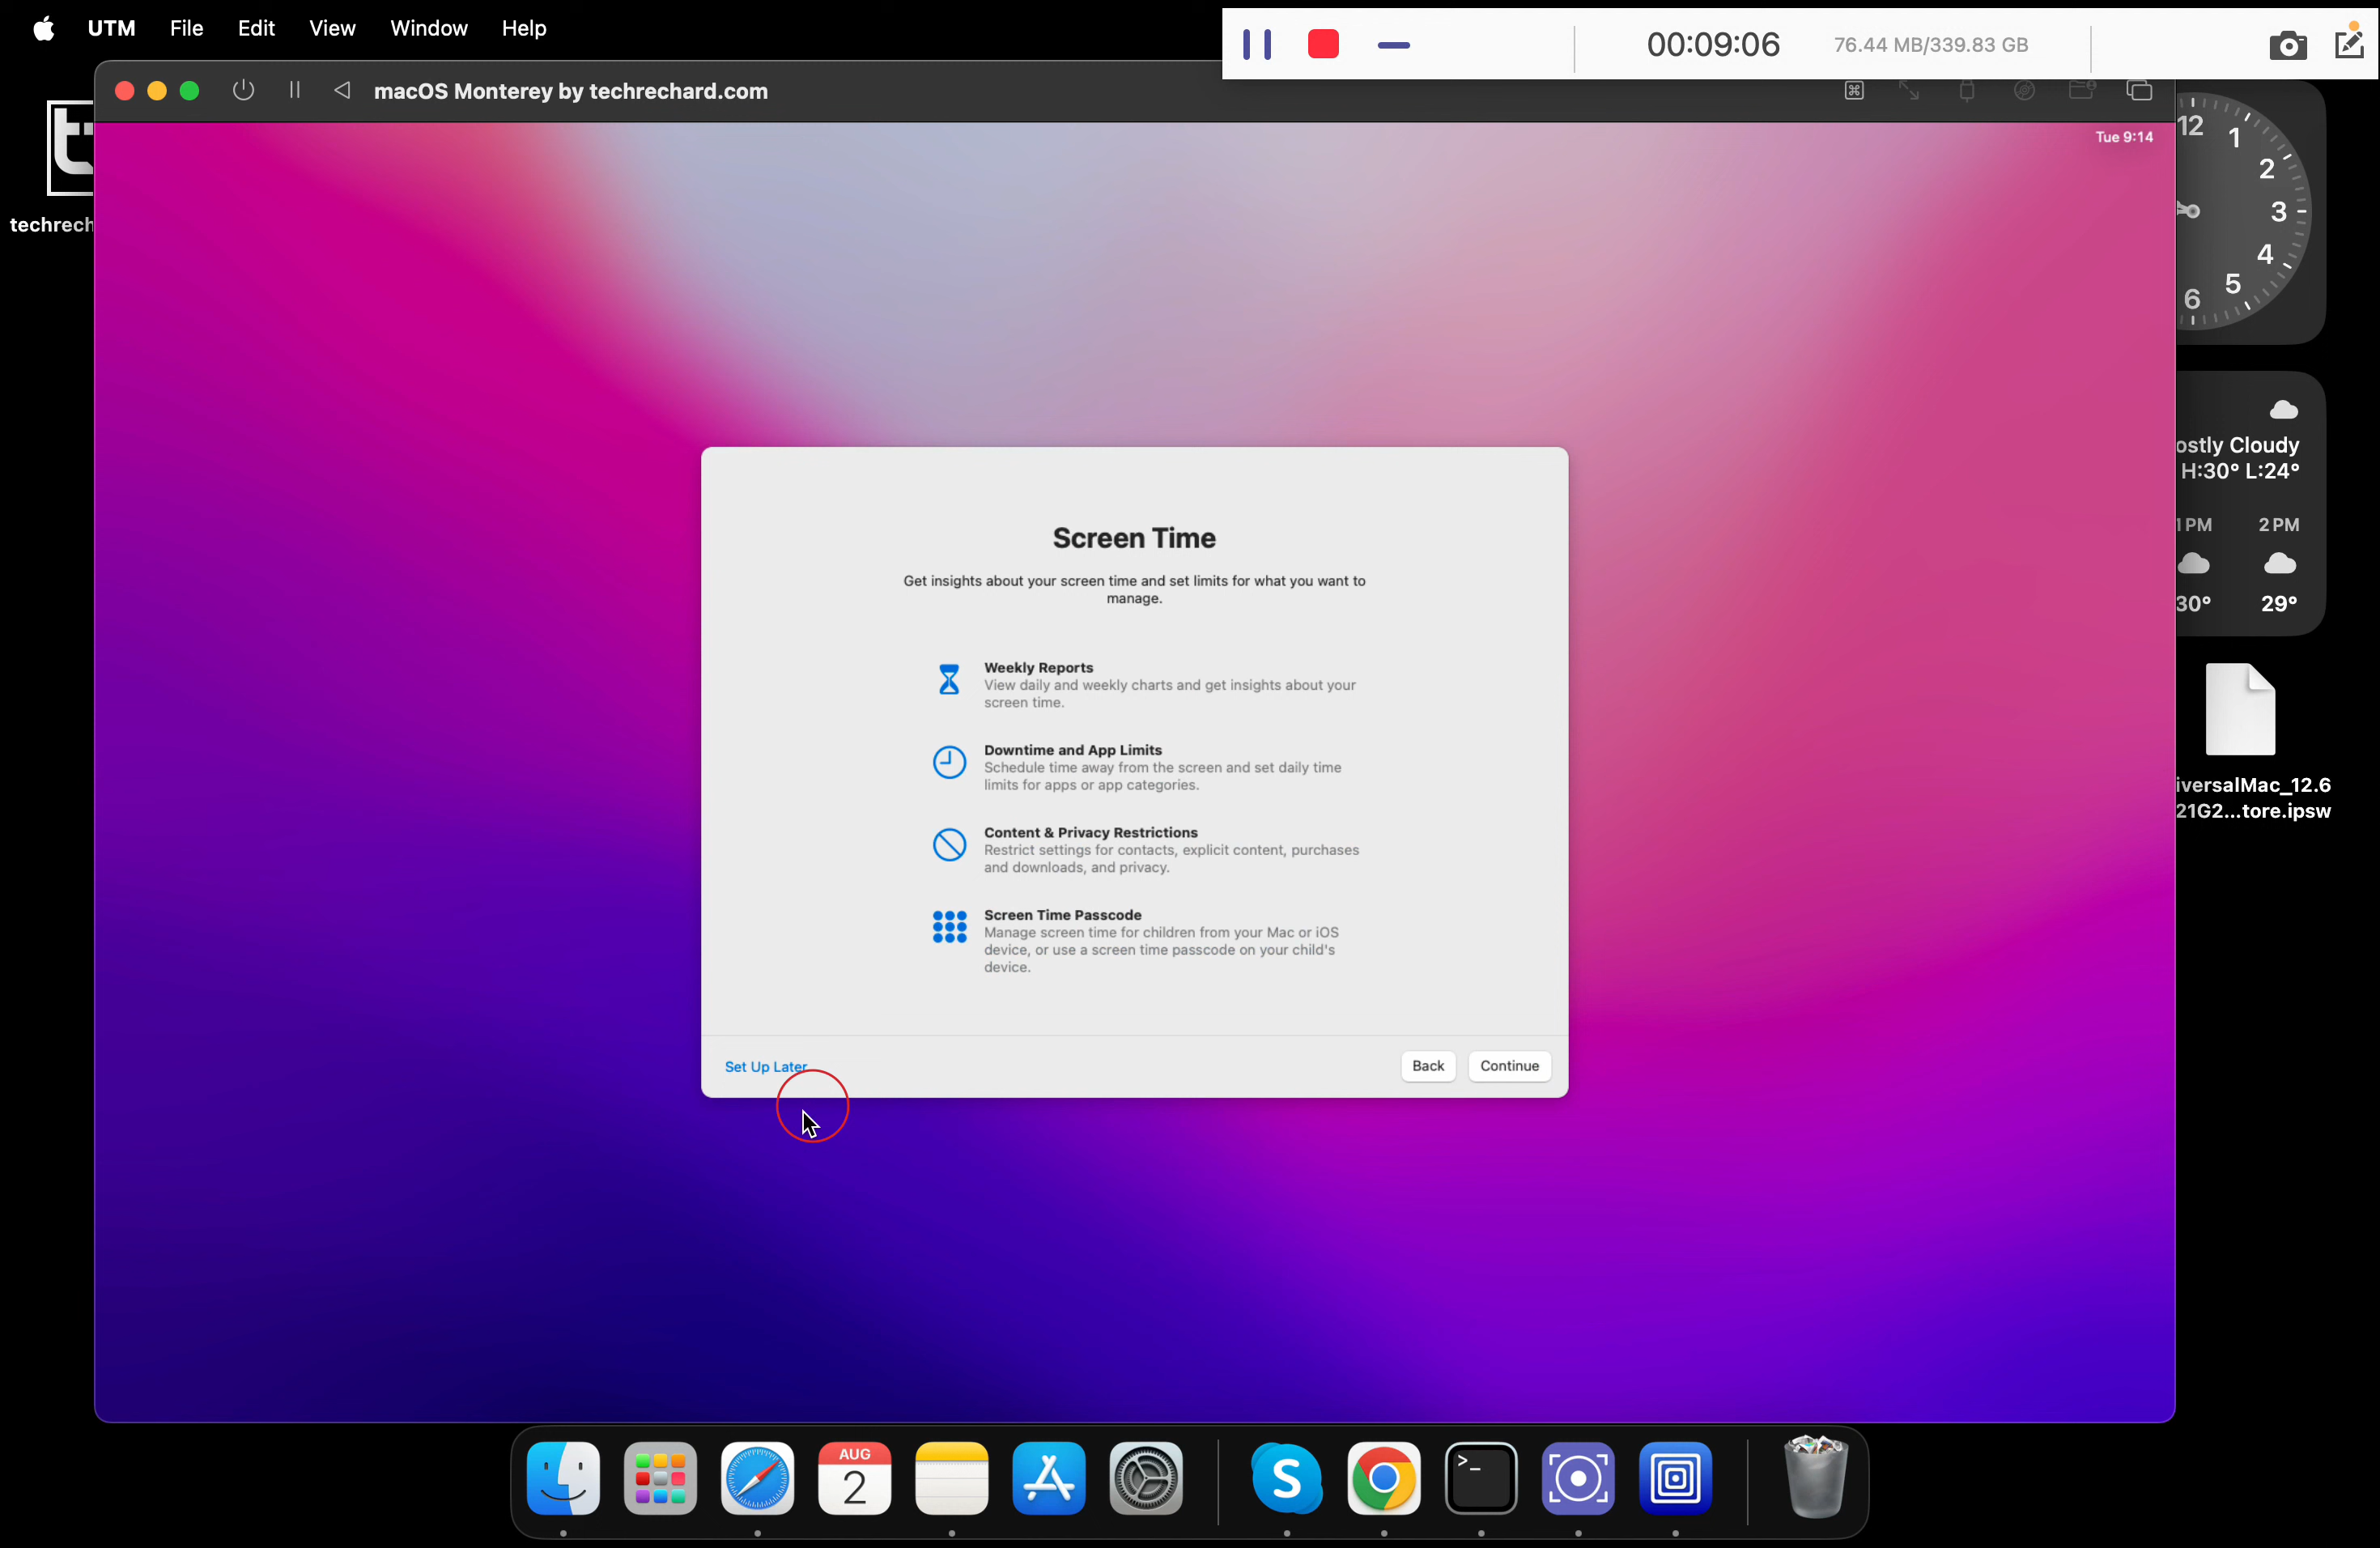 UTM File Edit View Window Help
00:09:06 76.44 MB/339.83 GB
macOS Monterey by techrechard.com
Tue 9:14
techrech
12
1
2
3
4
5
6
ostly Cloudy
H:30° L:24°
1 PM 2 PM
30° 29°
iversalMac_12.6
21G2...tore.ipsw
Screen Time
Get insights about your screen time and set limits for what you want to
manage.
Weekly Reports
View daily and weekly charts and get insights about your
screen time.
Downtime and App Limits
Schedule time away from the screen and set daily time
limits for apps or app categories.
Content & Privacy Restrictions
Restrict settings for contacts, explicit content, purchases
and downloads, and privacy.
Screen Time Passcode
Manage screen time for children from your Mac or iOS
device, or use a screen time passcode on your child's
device.
Set Up Later Back Continue
AUG
2